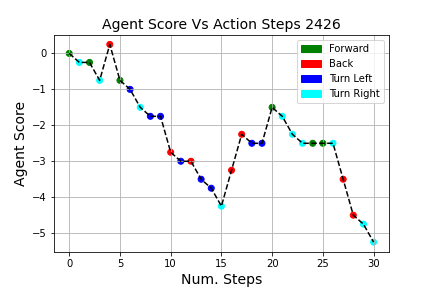 Agent Score Vs Action Steps 2426
Forward
Back
Turn Left
Turn Right
Agent Score
0
−1
−2
−3
−4
−5
0 5 10 15 20 25 30
Num. Steps